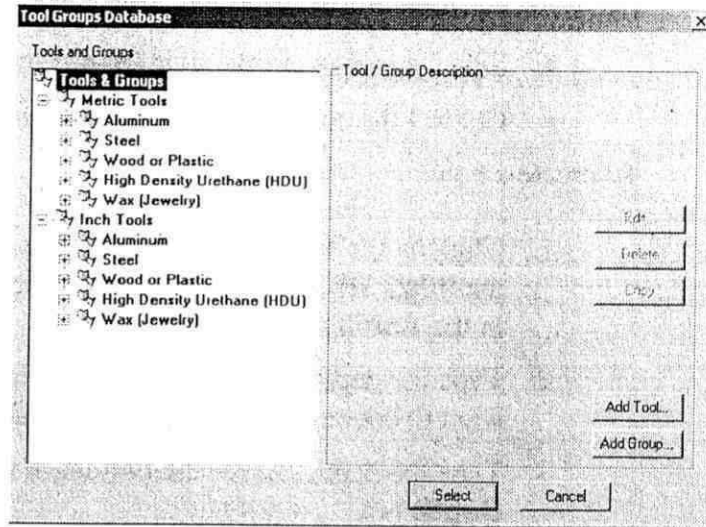 Tool Groups Database
Tools and Groups
Tools & Groups
Metric Tools
Aluminum
Steel
Wood or Plastic
High Density Urethane (HDU)
Wax (Jewelry)
Inch Tools
Aluminum
Steel
Wood or Plastic
High Density Urethane (HDU)
Wax (Jewelry)
Tool / Group Description
Edit...
Delete
Copy
Add Tool...
Add Group...
Select
Cancel